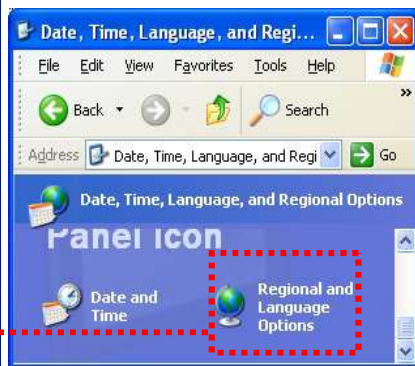 Date, Time, Language, and Regi...
File Edit View Favorites Tools Help
Back Search »
Address Date, Time, Language, and Regi Go
Date, Time, Language, and Regional Options
Panel Icon
Date and
Time
Regional and
Language
Options